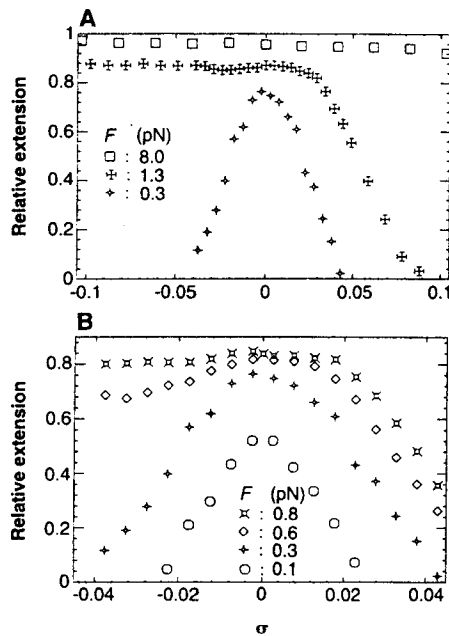 A
Relative extension
1
0.8
0.6
0.4
0.2
0
F (pN)
: 8.0
: 1.3
: 0.3
-0.1 -0.05 0 0.05 0.1
B
Relative extension
0.8
0.6
0.4
0.2
0
F (pN)
: 0.8
: 0.6
: 0.3
: 0.1
-0.04 -0.02 0 0.02 0.04
σ